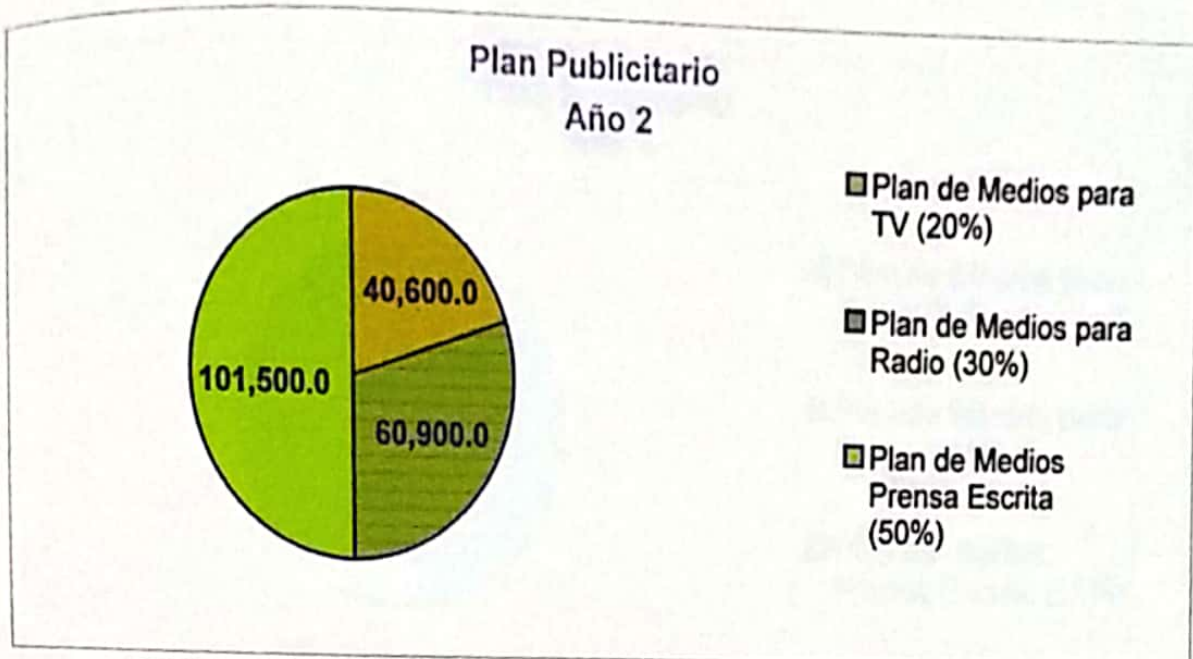 Plan Publicitario
Año 2
40,600.0
101,500.0
60,900.0
Plan de Medios para
TV (20%)
Plan de Medios para
Radio (30%)
Plan de Medios
Prensa Escrita
(50%)